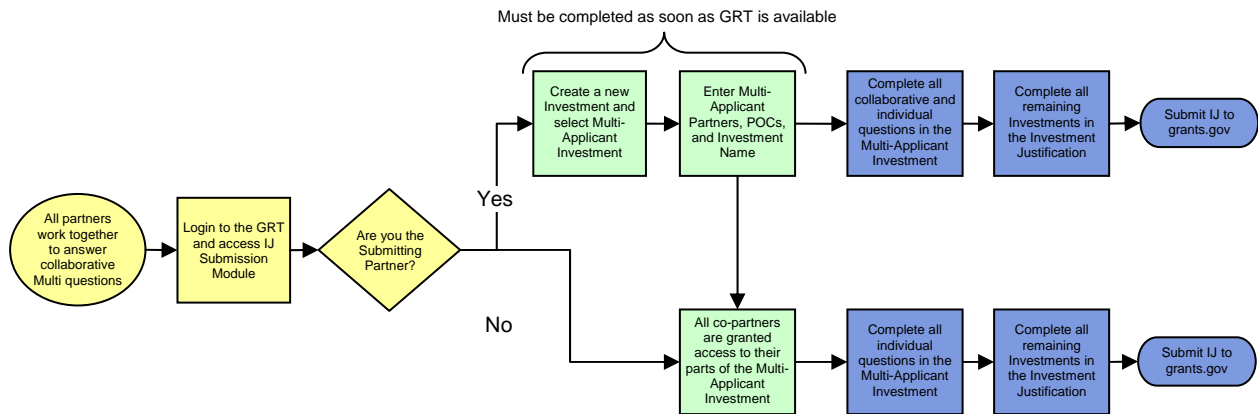 Must be completed as soon as GRT is available
Create a new
Investment and
select Multi-
Applicant
Investment
Enter Multi-
Applicant
Partners, POCs,
and Investment
Name
Complete all
collaborative and
individual
questions in the
Multi-Applicant
Investment
Complete all
remaining
Investments in
the Investment
Justification
Submit IJ to
grants.gov
Yes
All partners
work together
to answer
collaborative
Multi questions
Login to the GRT
and access IJ
Submission
Module
Are you the
Submitting
Partner?
No
All co-partners
are granted
access to their
parts of the Multi-
Applicant
Investment
Complete all
individual
questions in the
Multi-Applicant
Investment
Complete all
remaining
Investments in
the Investment
Justification
Submit IJ to
grants.gov